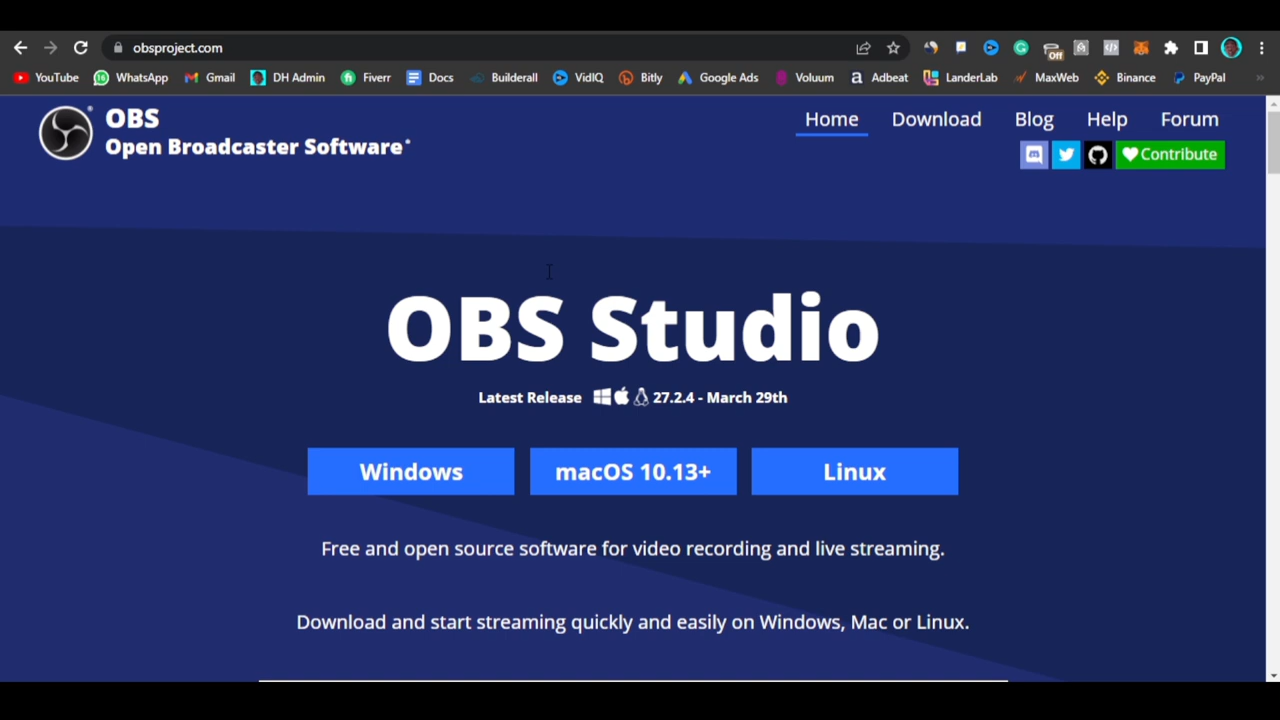 obsproject.com
Off
YouTube WhatsApp Gmail DH Admin Fiverr Docs Builderall VidIQ Bitly Google Ads Voluum Adbeat LanderLab MaxWeb Binance PayPal »
OBS
Open Broadcaster Software
Home Download Blog Help Forum
Contribute
OBS Studio
Latest Release 27.2.4 - March 29th
Windows macOS 10.13+ Linux
Free and open source software for video recording and live streaming.
Download and start streaming quickly and easily on Windows, Mac or Linux.